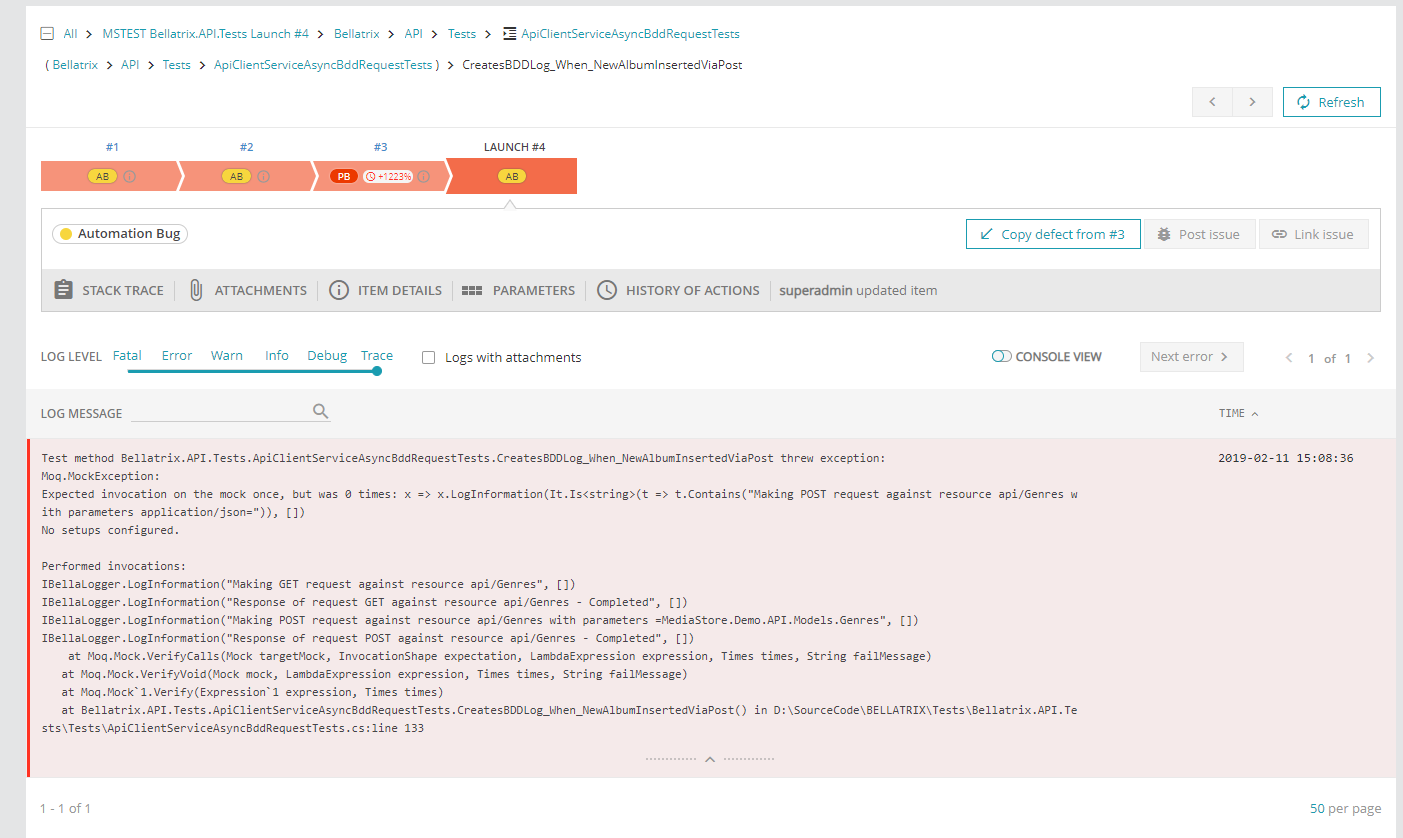 All > MSTEST Bellatrix.API.Tests Launch #4 > Bellatrix > API > Tests > ApiClientServiceAsyncBddRequestTests
( Bellatrix > API > Tests > ApiClientServiceAsyncBddRequestTests ) > CreatesBDDLog_When_NewAlbumInsertedViaPost
< > Refresh
#1 #2 #3 LAUNCH #4
AB AB PB +1223% AB
Automation Bug Copy defect from #3 Post issue Link issue
STACK TRACE ATTACHMENTS ITEM DETAILS PARAMETERS HISTORY OF ACTIONS superadmin updated item
LOG LEVEL Fatal Error Warn Info Debug Trace Logs with attachments CONSOLE VIEW Next error > < 1 of 1 >
LOG MESSAGE TIME
Test method Bellatrix.API.Tests.ApiClientServiceAsyncBddRequestTests.CreatesBDDLog_When_NewAlbumInsertedViaPost threw exception: 2019-02-11 15:08:36
Moq.MockException:
Expected invocation on the mock once, but was 0 times: x => x.LogInformation(It.Is<string>(t => t.Contains("Making POST request against resource api/Genres w
ith parameters application/json=")), [])
No setups configured.
Performed invocations:
IBellaLogger.LogInformation("Making GET request against resource api/Genres", [])
IBellaLogger.LogInformation("Response of request GET against resource api/Genres - Completed", [])
IBellaLogger.LogInformation("Making POST request against resource api/Genres with parameters =MediaStore.Demo.API.Models.Genres", [])
IBellaLogger.LogInformation("Response of request POST against resource api/Genres - Completed", [])
at Moq.Mock.VerifyCalls(Mock targetMock, InvocationShape expectation, LambdaExpression expression, Times times, String failMessage)
at Moq.Mock.VerifyVoid(Mock mock, LambdaExpression expression, Times times, String failMessage)
at Moq.Mock`1.Verify(Expression`1 expression, Times times)
at Bellatrix.API.Tests.ApiClientServiceAsyncBddRequestTests.CreatesBDDLog_When_NewAlbumInsertedViaPost() in D:\SourceCode\BELLATRIX\Tests\Bellatrix.API.Te
sts\Tests\ApiClientServiceAsyncBddRequestTests.cs:line 133
1 - 1 of 1 50 per page